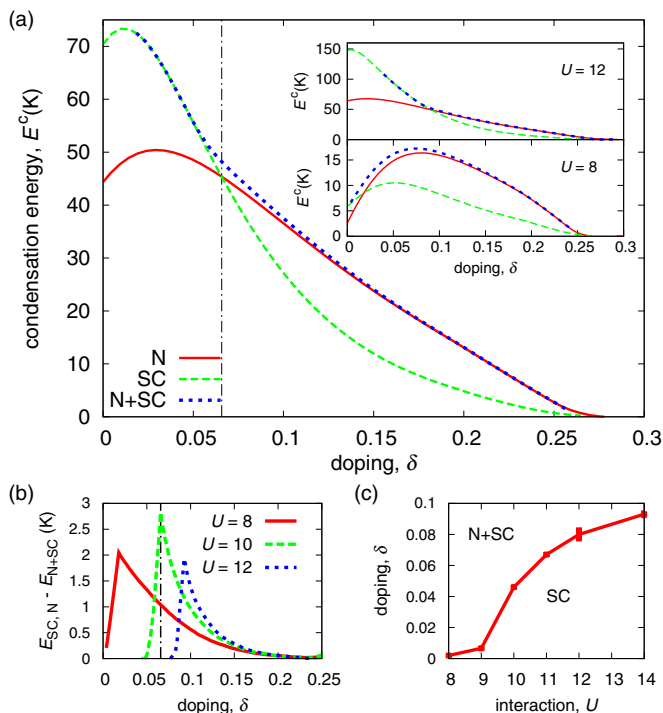 (a)
condensation energy, E^c(K)
70
60
50
40
30
20
10
0
N
SC
N+SC
0
0.05
0.1
0.15
0.2
0.25
0.3
doping, δ
E^c(K)
150
100
50
0
U = 12
E^c(K)
15
10
5
0
U = 8
0
0.05
0.1
0.15
0.2
0.25
0.3
doping, δ
(b)
E_{SC, N} - E_{N+SC} (K)
3
2.5
2
1.5
1
0.5
0
U = 8
U = 10
U = 12
0
0.05
0.1
0.15
0.20
0.25
doping, δ
(c)
doping, δ
0.1
0.08
0.06
0.04
0.02
0
N+SC
SC
8
9
10
11
12
14
interaction, U